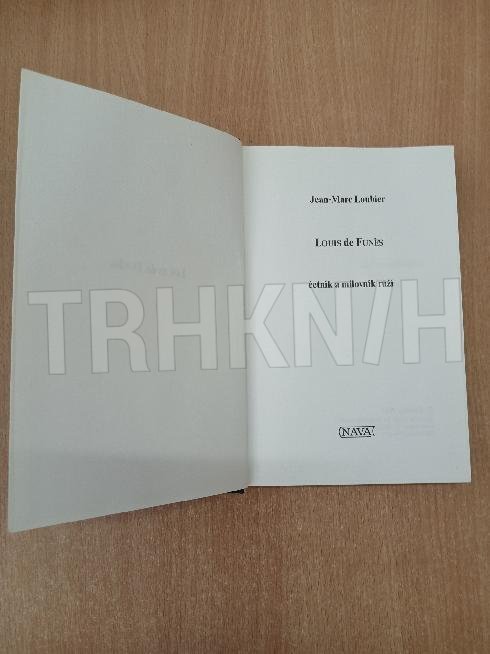 Jean-Marc Loubier
LOUIS de FUNÈS
četník a milovník růží
TRHKNIH
NAVA